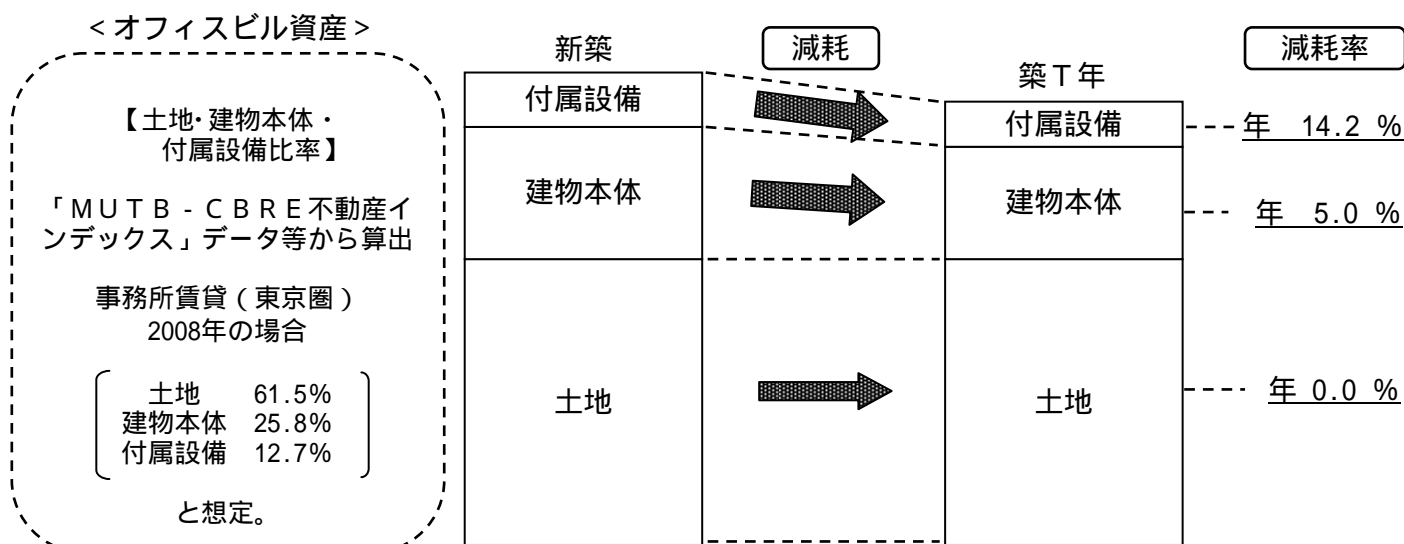 <オフィスビル資産>
【土地・建物本体・
付属設備比率】
「MUTB-CBRE不動産イ
ンデックス」データ等から算出
事務所賃貸(東京圏)
2008年の場合
土地 61.5%
建物本体 25.8%
付属設備 12.7%
と想定。
新築
付属設備
建物本体
土地
減耗
築T年
付属設備
建物本体
土地
減耗率
年 14.2 %
年 5.0 %
年 0.0 %